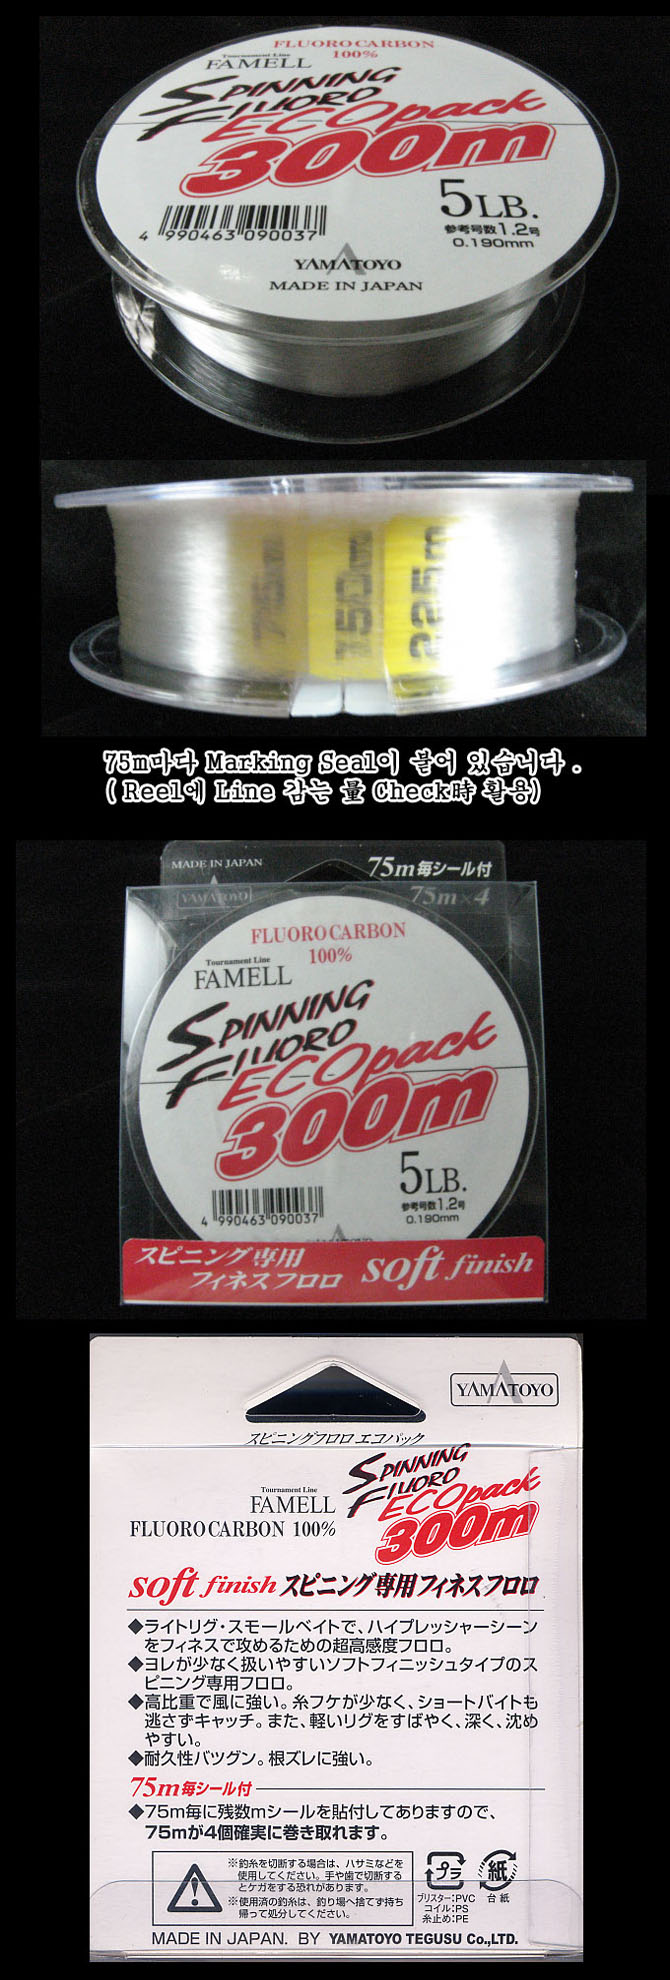 FLUOROCARBON
100%
Tournament Line
FAMELL
SPINNING
FLUORO
ECOpack
300m
5LB.
参考号数1.2号
0.190mm
4 990463 090037
YAMATOYO
MADE IN JAPAN
75m
150m
225m
75m마다 Marking Seal이 붙어 있습니다.
( Reel에 Line 감는 量 Check時 활용)
MADE IN JAPAN
75m毎シール付
YAMATOYO
75m×4
FLUOROCARBON
100%
Tournament Line
FAMELL
SPINNING
FLUORO
ECOpack
300m
5LB.
参考号数1.2号
0.190mm
4 990463 090037
YAMATOYO
スピニング専用
フィネスフロロ soft finish
YAMATOYO
スピニングフロロ エコパック
SPINNING
FLUORO
ECOpack
300m
Tournament Line
FAMELL
FLUOROCARBON 100%
soft finish スピニング専用フィネスフロロ
◆ライトリグ・スモールベイトで、ハイプレッシャーシーン
をフィネスで攻めるための超高感度フロロ。
◆ヨレが少なく扱いやすいソフトフィニッシュタイプのス
ピニング専用フロロ。
◆高比重で風に強い。糸フケが少なく、ショートバイトも
逃さずキャッチ。また、軽いリグをすばやく、深く、沈め
やすい。
◆耐久性バツグン。根ズレに強い。
75m毎シール付
◆75m毎に残数mシールを貼付してありますので、
75mが4個確実に巻き取れます。
※釣糸を切断する場合は、ハサミなどを
使用してください。手や歯で切断す
るとケガをする恐れがあります。
※使用済の釣糸は、釣り場へ捨てず持ち
帰って処分してください。
プラ
ブリスター:PVC
コイル:PS
糸止め:PE
紙
台紙
MADE IN JAPAN. BY YAMATOYO TEGUSU Co.,LTD.